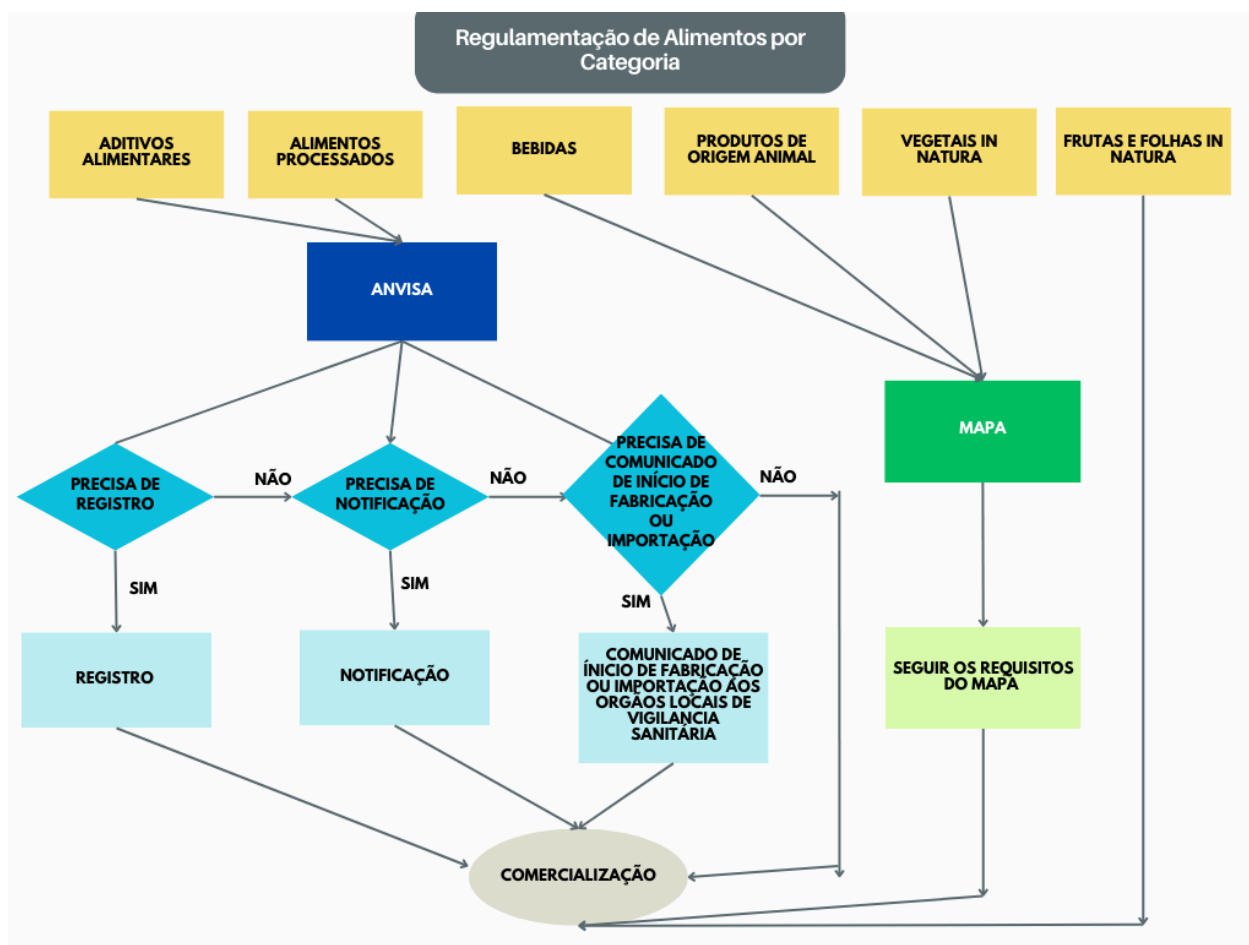 Regulamentação de Alimentos por
Categoria
ADITIVOS
ALIMENTARES
ALIMENTOS
PROCESSADOS
BEBIDAS
PRODUTOS DE
ORIGEM ANIMAL
VEGETAIS IN
NATURA
FRUTAS E FOLHAS IN
NATURA
ANVISA
MAPA
PRECISA DE
REGISTRO
NÃO
PRECISA DE
NOTIFICAÇÃO
NÃO
PRECISA DE
COMUNICADO
DE INÍCIO DE
FABRICAÇÃO
OU
IMPORTAÇÃO
NÃO
SIM
SIM
SIM
REGISTRO
NOTIFICAÇÃO
COMUNICADO DE
ÍNICIO DE FABRICAÇÃO
OU IMPORTAÇÃO AOS
ORGÃOS LOCAIS DE
VIGILANCIA
SANITÁRIA
SEGUIR OS REQUISITOS
DO MAPA
COMERCIALIZAÇÃO